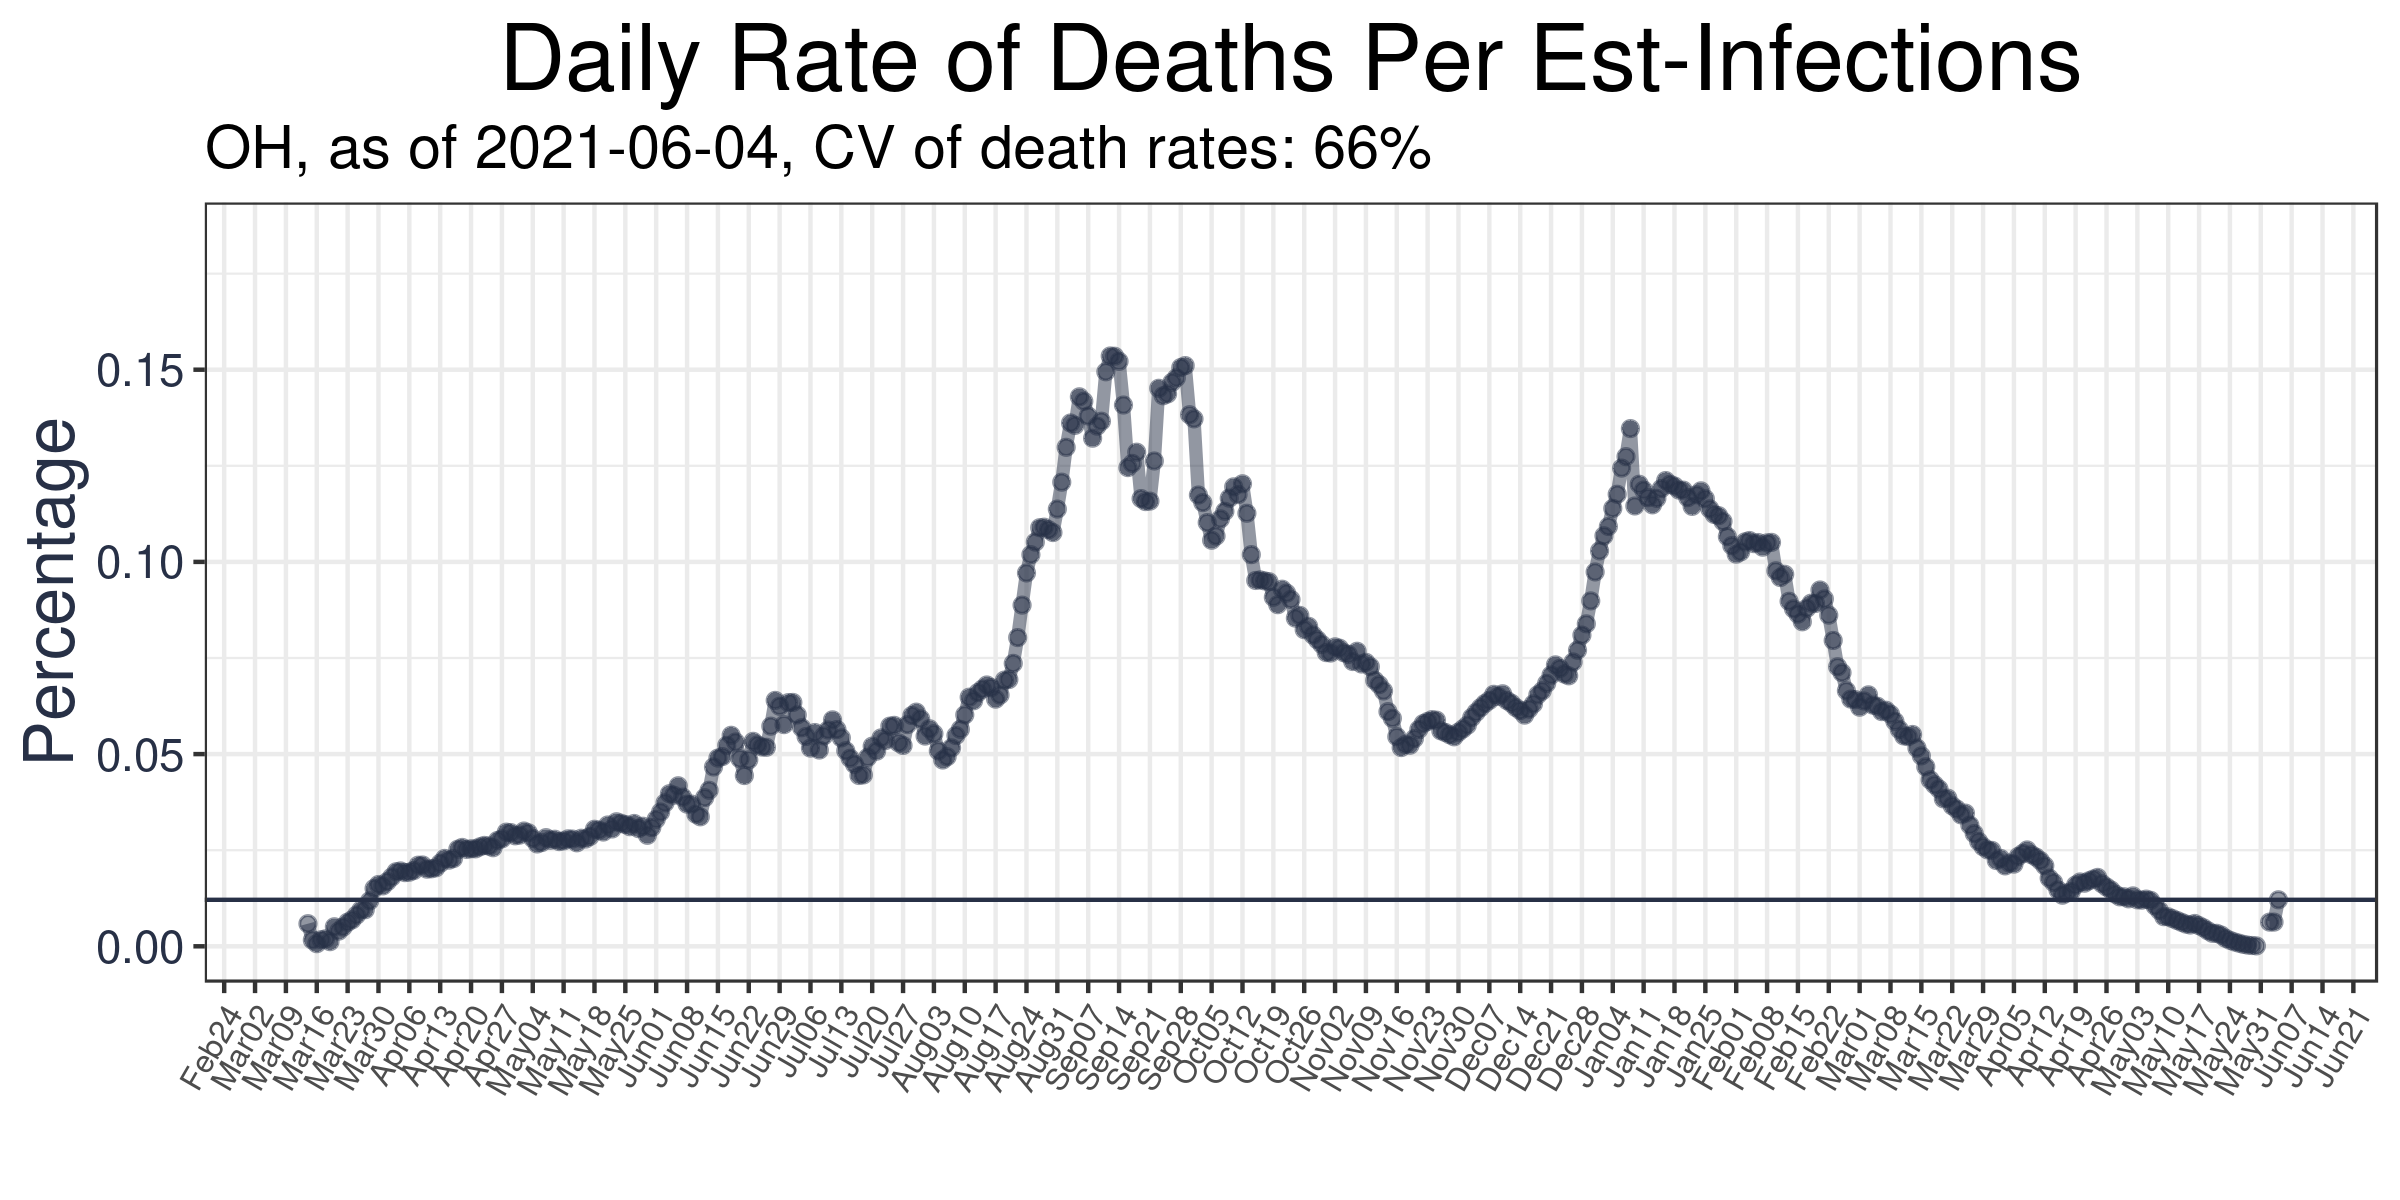 Daily Rate of Deaths Per Est-Infections
OH, as of 2021-06-04, CV of death rates: 66%
Percentage
0.15
0.10
0.05
0.00
Feb24
Mar02
Mar09
Mar16
Mar23
Mar30
Apr06
Apr13
Apr20
Apr27
May04
May11
May18
May25
Jun01
Jun08
Jun15
Jun22
Jun29
Jul06
Jul13
Jul20
Jul27
Aug03
Aug10
Aug17
Aug24
Aug31
Sep07
Sep14
Sep21
Sep28
Oct05
Oct12
Oct19
Oct26
Nov02
Nov09
Nov16
Nov23
Nov30
Dec07
Dec14
Dec21
Dec28
Jan04
Jan11
Jan18
Jan25
Feb01
Feb08
Feb15
Feb22
Mar01
Mar08
Mar15
Mar22
Mar29
Apr05
Apr12
Apr19
Apr26
May03
May10
May17
May24
May31
Jun07
Jun14
Jun21